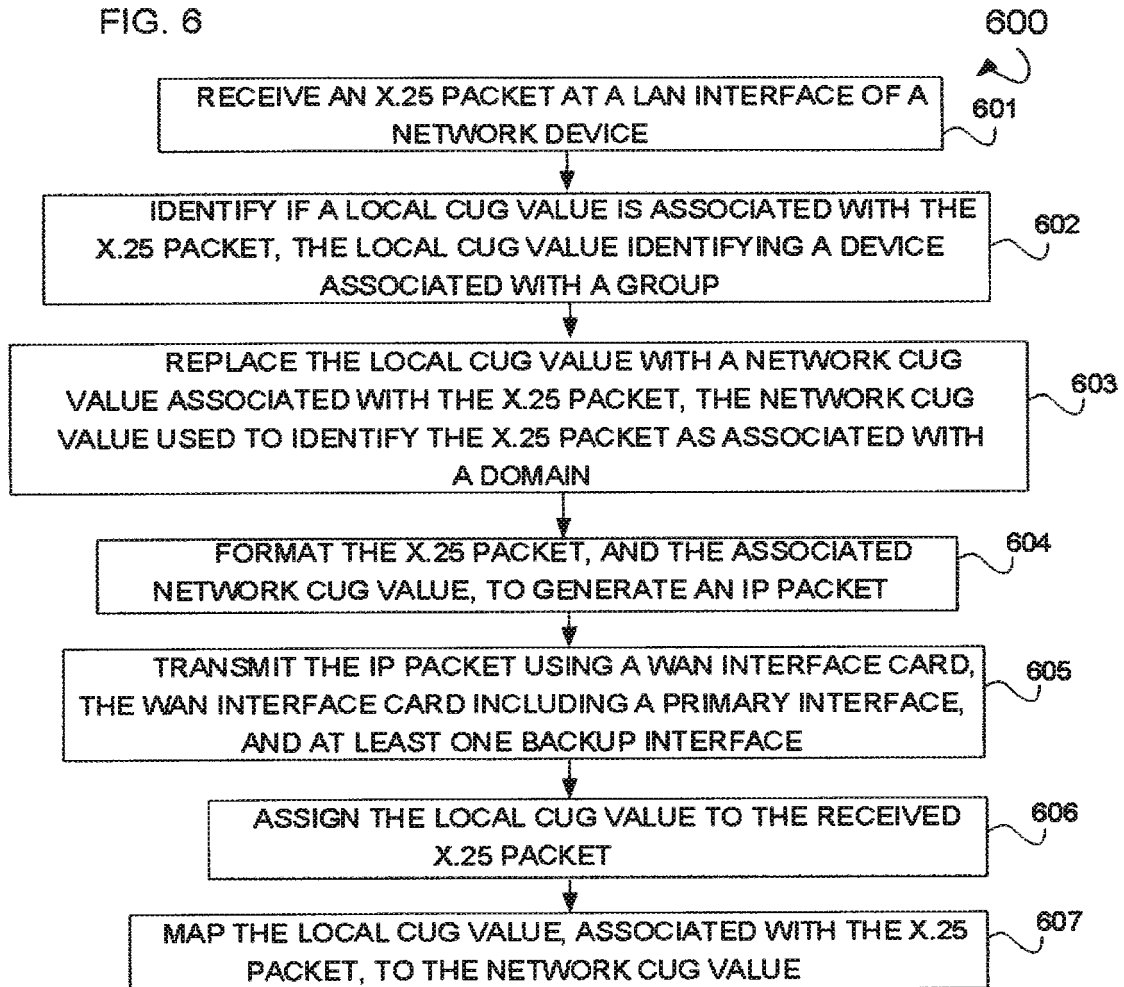 FIG. 6
600
RECEIVE AN X.25 PACKET AT A LAN INTERFACE OF A
NETWORK DEVICE
601
IDENTIFY IF A LOCAL CUG VALUE IS ASSOCIATED WITH THE
X.25 PACKET, THE LOCAL CUG VALUE IDENTIFYING A DEVICE
ASSOCIATED WITH A GROUP
602
REPLACE THE LOCAL CUG VALUE WITH A NETWORK CUG
VALUE ASSOCIATED WITH THE X.25 PACKET, THE NETWORK CUG
VALUE USED TO IDENTIFY THE X.25 PACKET AS ASSOCIATED WITH
A DOMAIN
603
FORMAT THE X.25 PACKET, AND THE ASSOCIATED
NETWORK CUG VALUE, TO GENERATE AN IP PACKET
604
TRANSMIT THE IP PACKET USING A WAN INTERFACE CARD,
THE WAN INTERFACE CARD INCLUDING A PRIMARY INTERFACE,
AND AT LEAST ONE BACKUP INTERFACE
605
ASSIGN THE LOCAL CUG VALUE TO THE RECEIVED
X.25 PACKET
606
MAP THE LOCAL CUG VALUE, ASSOCIATED WITH THE X.25
PACKET, TO THE NETWORK CUG VALUE
607